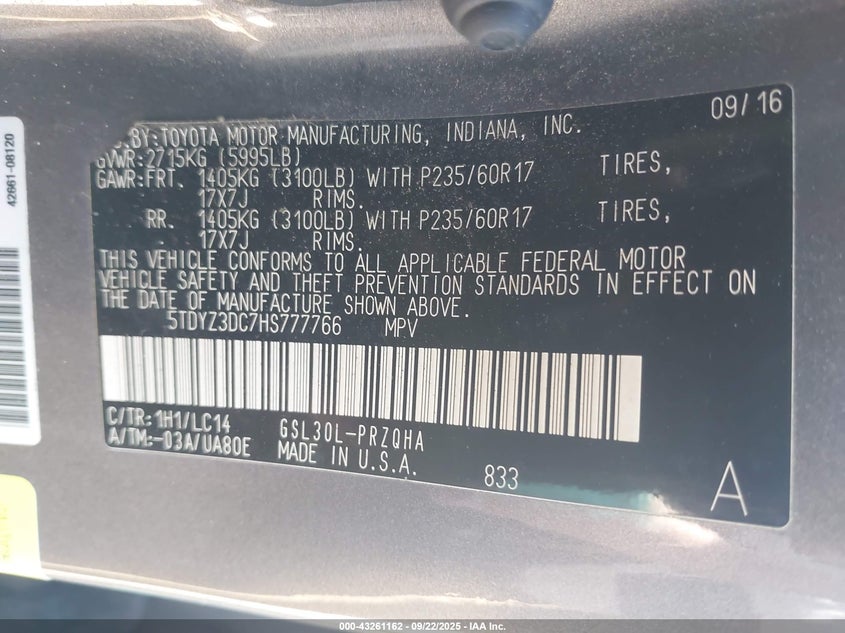 09/16
BY:TOYOTA MOTOR MANUFACTURING, INDIANA, INC.
GVWR:2715KG (5995LB)
GAWR:FRT. 1405KG (3100LB) WITH P235/60R17 TIRES,
17X7J RIMS.
RR. 1405KG (3100LB) WITH P235/60R17 TIRES,
17X7J RIMS.
THIS VEHICLE CONFORMS TO ALL APPLICABLE FEDERAL MOTOR
VEHICLE SAFETY AND THEFT PREVENTION STANDARDS IN EFFECT ON
THE DATE OF MANUFACTURE SHOWN ABOVE.
5TDYZ3DC7HS777766 MPV
C/TR:1H1/LC14 GSL30L-PRZQHA
A/TM:-03A/UA80E MADE IN U.S.A. 833
A
42661-08120
000-43261162 - 09/22/2025 - IAA Inc.